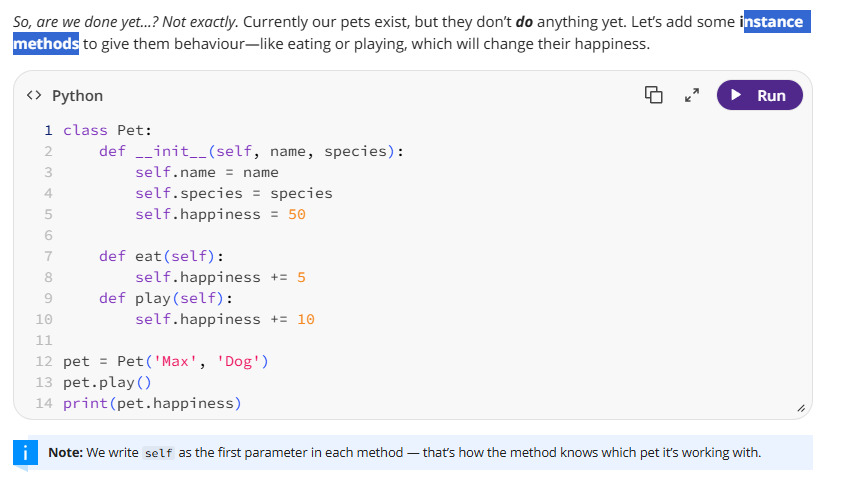 So, are we done yet...? Not exactly. Currently our pets exist, but they don't do anything yet. Let's add some instance
methods to give them behaviour—like eating or playing, which will change their happiness.
<> Python
Run
1 class Pet:
2     def __init__(self, name, species):
3         self.name = name
4         self.species = species
5         self.happiness = 50
6
7     def eat(self):
8         self.happiness += 5
9     def play(self):
10         self.happiness += 10
11
12 pet = Pet('Max', 'Dog')
13 pet.play()
14 print(pet.happiness)
i
Note: We write self as the first parameter in each method — that's how the method knows which pet it's working with.